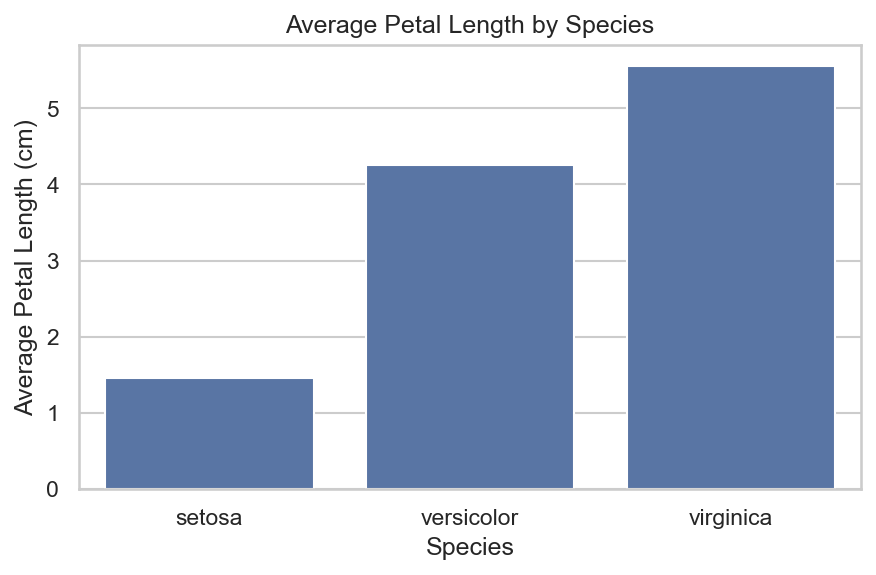 Average Petal Length by Species
Average Petal Length (cm)
5
4
3
2
1
0
setosa
versicolor
virginica
Species